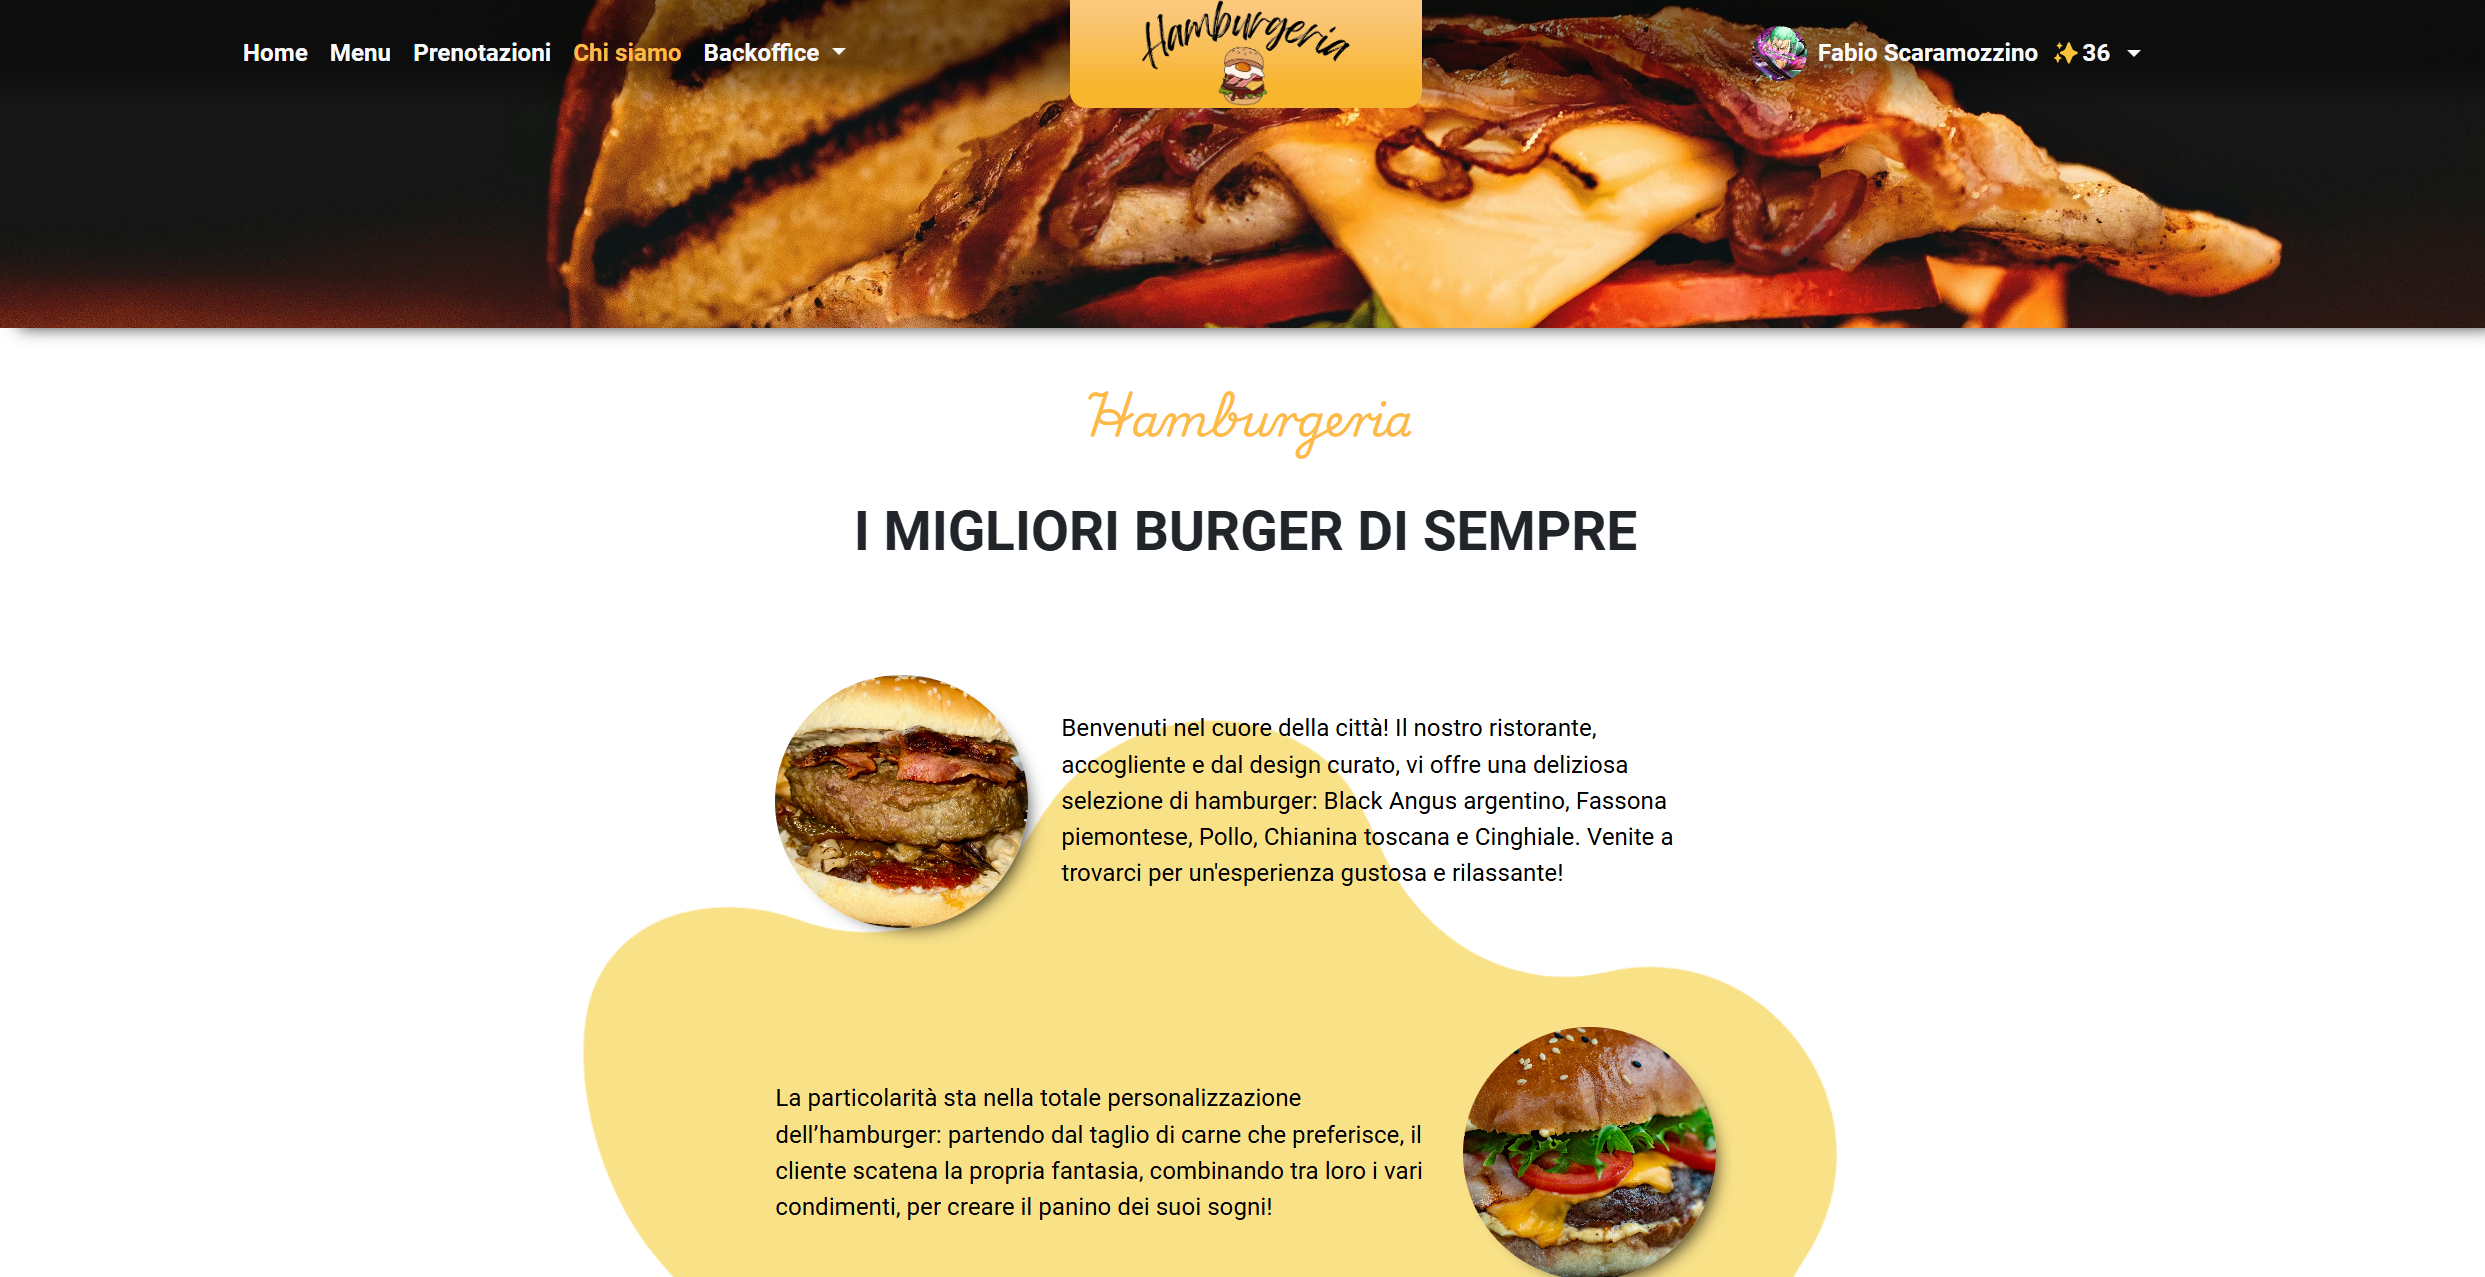 Home Menu Prenotazioni Chi siamo Backoffice
Hamburgeria
Fabio Scaramozzino ✨36
Hamburgeria
I MIGLIORI BURGER DI SEMPRE
Benvenuti nel cuore della città! Il nostro ristorante,
accogliente e dal design curato, vi offre una deliziosa
selezione di hamburger: Black Angus argentino, Fassona
piemontese, Pollo, Chianina toscana e Cinghiale. Venite a
trovarci per un'esperienza gustosa e rilassante!
La particolarità sta nella totale personalizzazione
dell’hamburger: partendo dal taglio di carne che preferisce, il
cliente scatena la propria fantasia, combinando tra loro i vari
condimenti, per creare il panino dei suoi sogni!